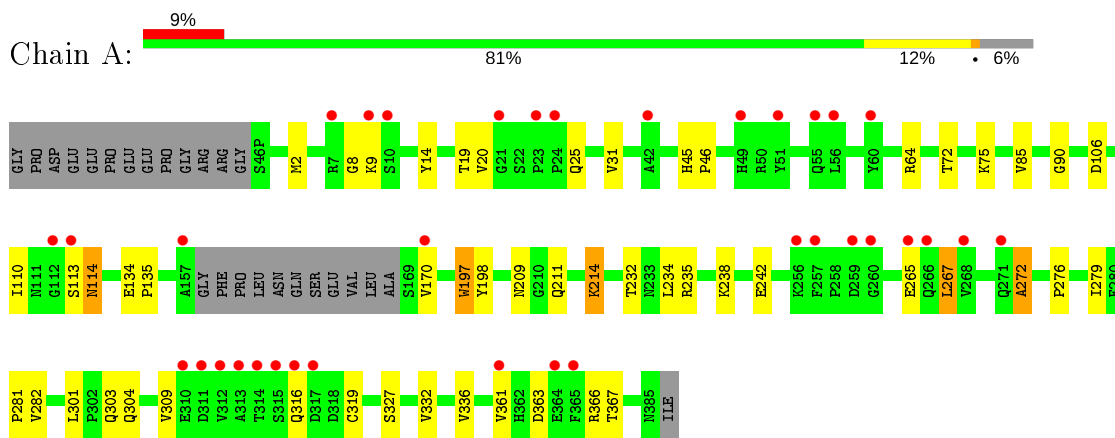 9%
Chain A:
81% 12% • 6%
GLY PRO ASP GLU GLU PRO GLU GLU PRO GLY ARG ARG GLY S46P M2 R7 G8 K9 S10 Y14 T19 V20 G21 S22 P23 P24 Q25 V31 A42 H45 P46 H49 R50 Y51 Q55 L56 Y60 R64 T72 K75 V85 G90 D106
I110 N111 G112 S113 N114 E134 P135 A157 GLY PHE PRO LEU ASN GLN SER GLU VAL LEU ALA S169 V170 W197 Y198 N209 G210 Q211 K214 T232 N233 L234 R235 K238 E242 K256 F257 P258 D259 G260 E265 Q266 L267 V268 Q271 A272 P276 I279 E280
P281 V282 L301 P302 Q303 Q304 V309 E310 D311 V312 A313 T314 S315 Q316 D317 D318 C319 S327 V332 V336 V361 H362 D363 E364 F365 R366 T367 N385 ILE